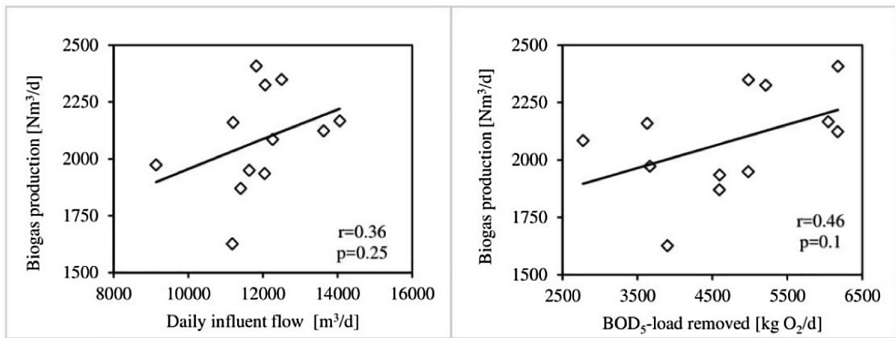 2500
2250
2000
1750
1500
Biogas production [Nm³/d]
r=0.36
p=0.25
8000 10000 12000 14000 16000
Daily influent flow [m³/d]
2500
2250
2000
1750
1500
Biogas production [Nm³/d]
r=0.46
p=0.1
2500 3500 4500 5500 6500
BOD₅-load removed [kg O₂/d]